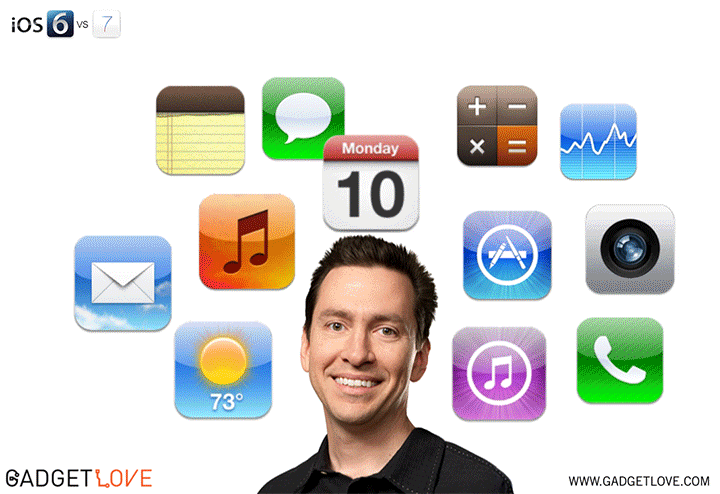 iOS 6 vs 7
Monday
10
+ −
× =
73°
GADGETLOVE
WWW.GADGETLOVE.COM